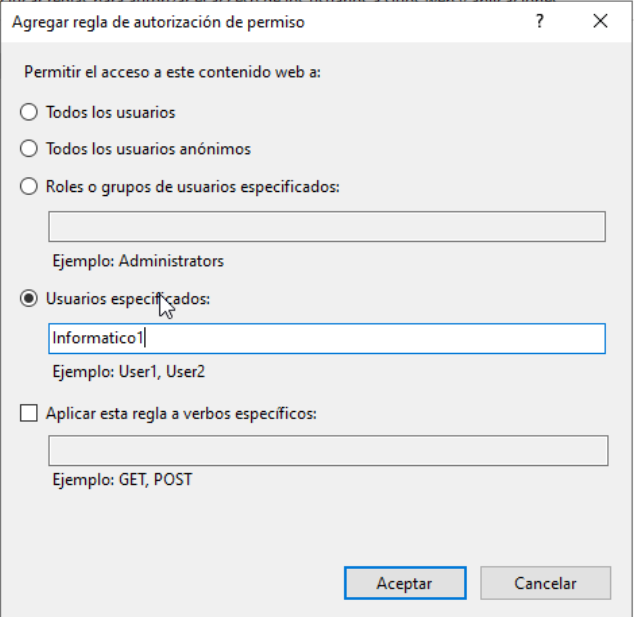 Agregar regla de autorización de permiso
?
Permitir el acceso a este contenido web a:
Todos los usuarios
Todos los usuarios anónimos
Roles o grupos de usuarios especificados:
Ejemplo: Administrators
Usuarios especificados:
Informatico1
Ejemplo: User1, User2
Aplicar esta regla a verbos específicos:
Ejemplo: GET, POST
Aceptar
Cancelar